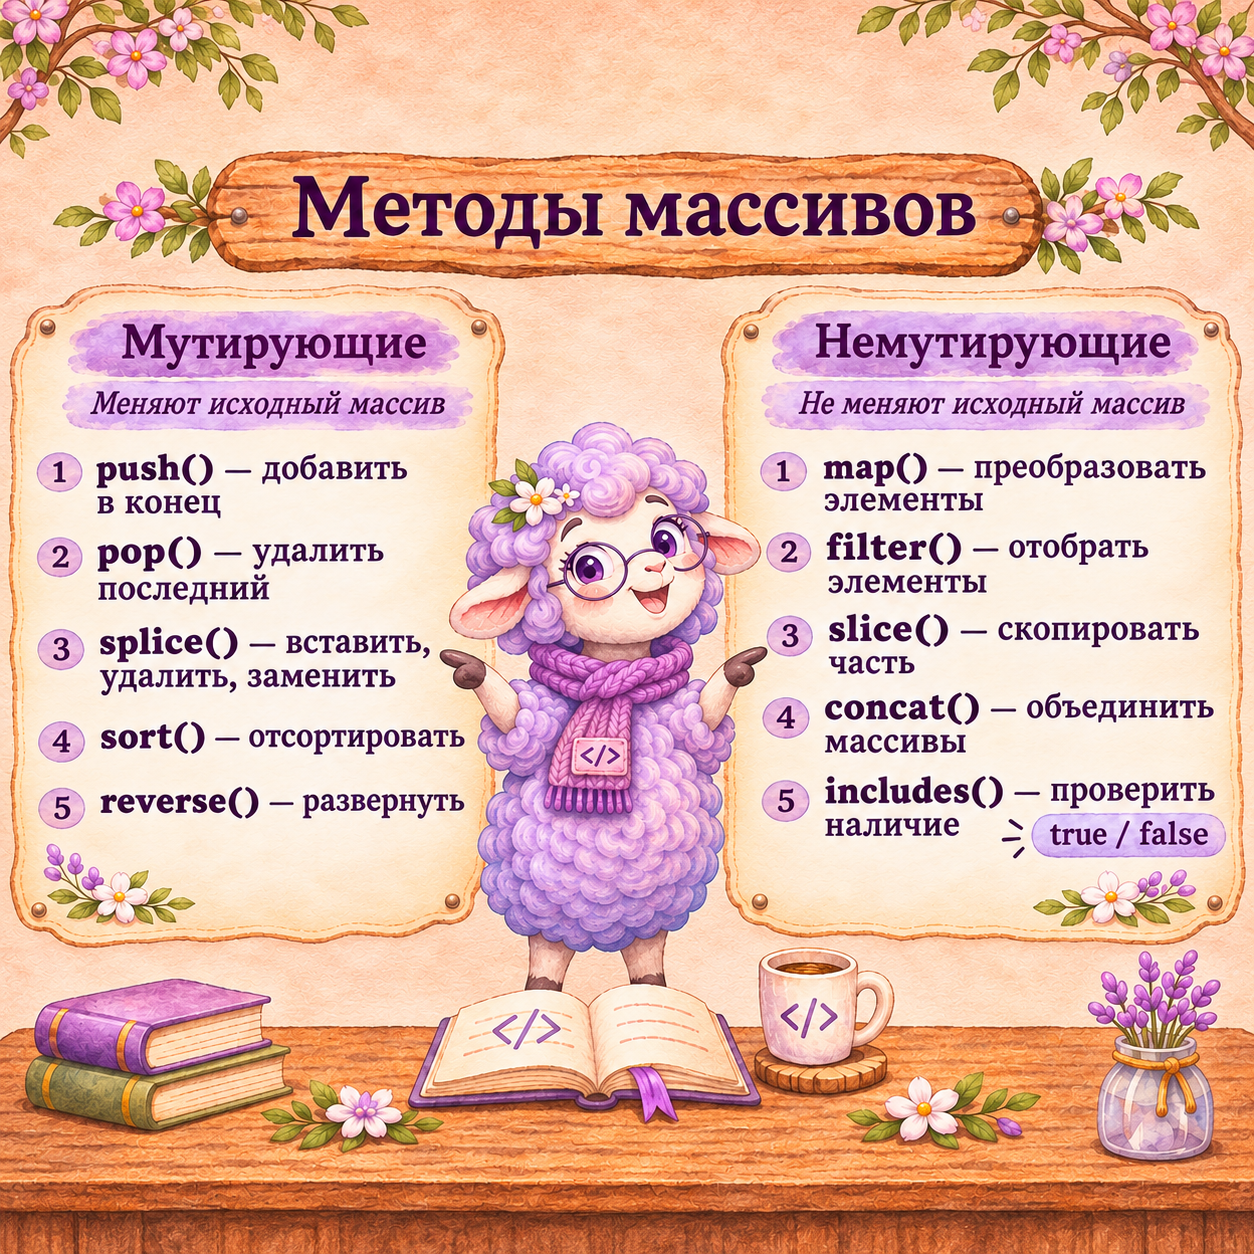 Методы массивов
Мутирующие
Меняют исходный массив
1 push() — добавить
в конец
2 pop() — удалить
последний
3 splice() — вставить,
удалить, заменить
4 sort() — отсортировать
5 reverse() — развернуть
Немутирующие
Не меняют исходный массив
1 map() — преобразовать
элементы
2 filter() — отобрать
элементы
3 slice() — скопировать
часть
4 concat() — объединить
массивы
5 includes() — проверить
наличие
true / false
</>
</>
</>